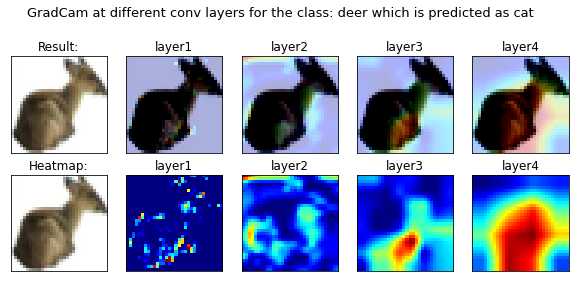 GradCam at different conv layers for the class: deer which is predicted as cat
Result: layer1 layer2 layer3 layer4
Heatmap: layer1 layer2 layer3 layer4